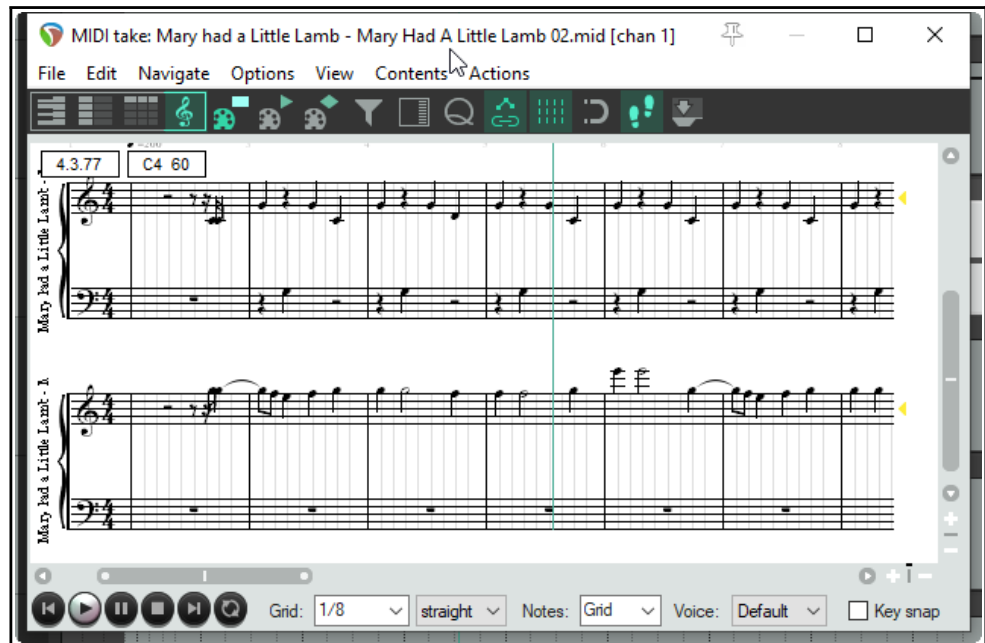 MIDI take: Mary had a Little Lamb - Mary Had A Little Lamb 02.mid [chan 1]
File Edit Navigate Options View Contents Actions
4.3.77 C4 60
Mary had a Little Lamb -
Mary had a Little Lamb -
Grid: 1/8 straight Notes: Grid Voice: Default Key snap